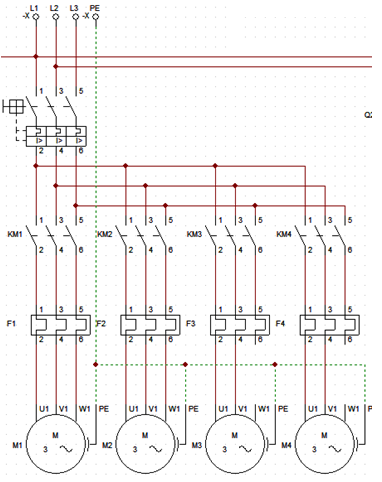 L1 L2 L3 PE
-X -X
1 3 5
I> I> I>
2 4 6
1 3 5 1 3 5 1 3 5 1 3 5
KM1 KM2 KM3 KM4
2 4 6 2 4 6 2 4 6 2 4 6
1 3 5 1 3 5 1 3 5 1 3 5
F1 F2 F3 F4
2 4 6 2 4 6 2 4 6 2 4 6
U1 V1 W1 PE U1 V1 W1 PE U1 V1 W1 PE U1 V1 W1
M M M M
M1 M2 M3 M4
3 3 3 3